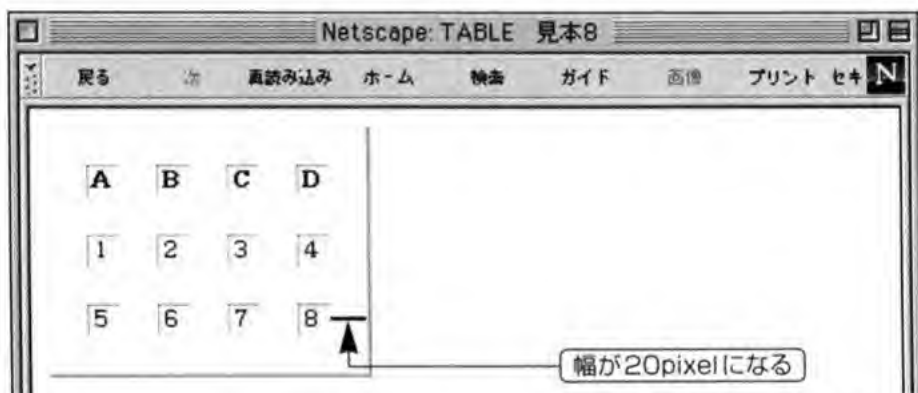 Netscape: TABLE 見本8
戻る 次 再読み込み ホーム 検索 ガイド 画像 プリント セキ N
A B C D
1 2 3 4
5 6 7 8
幅が20pixelになる